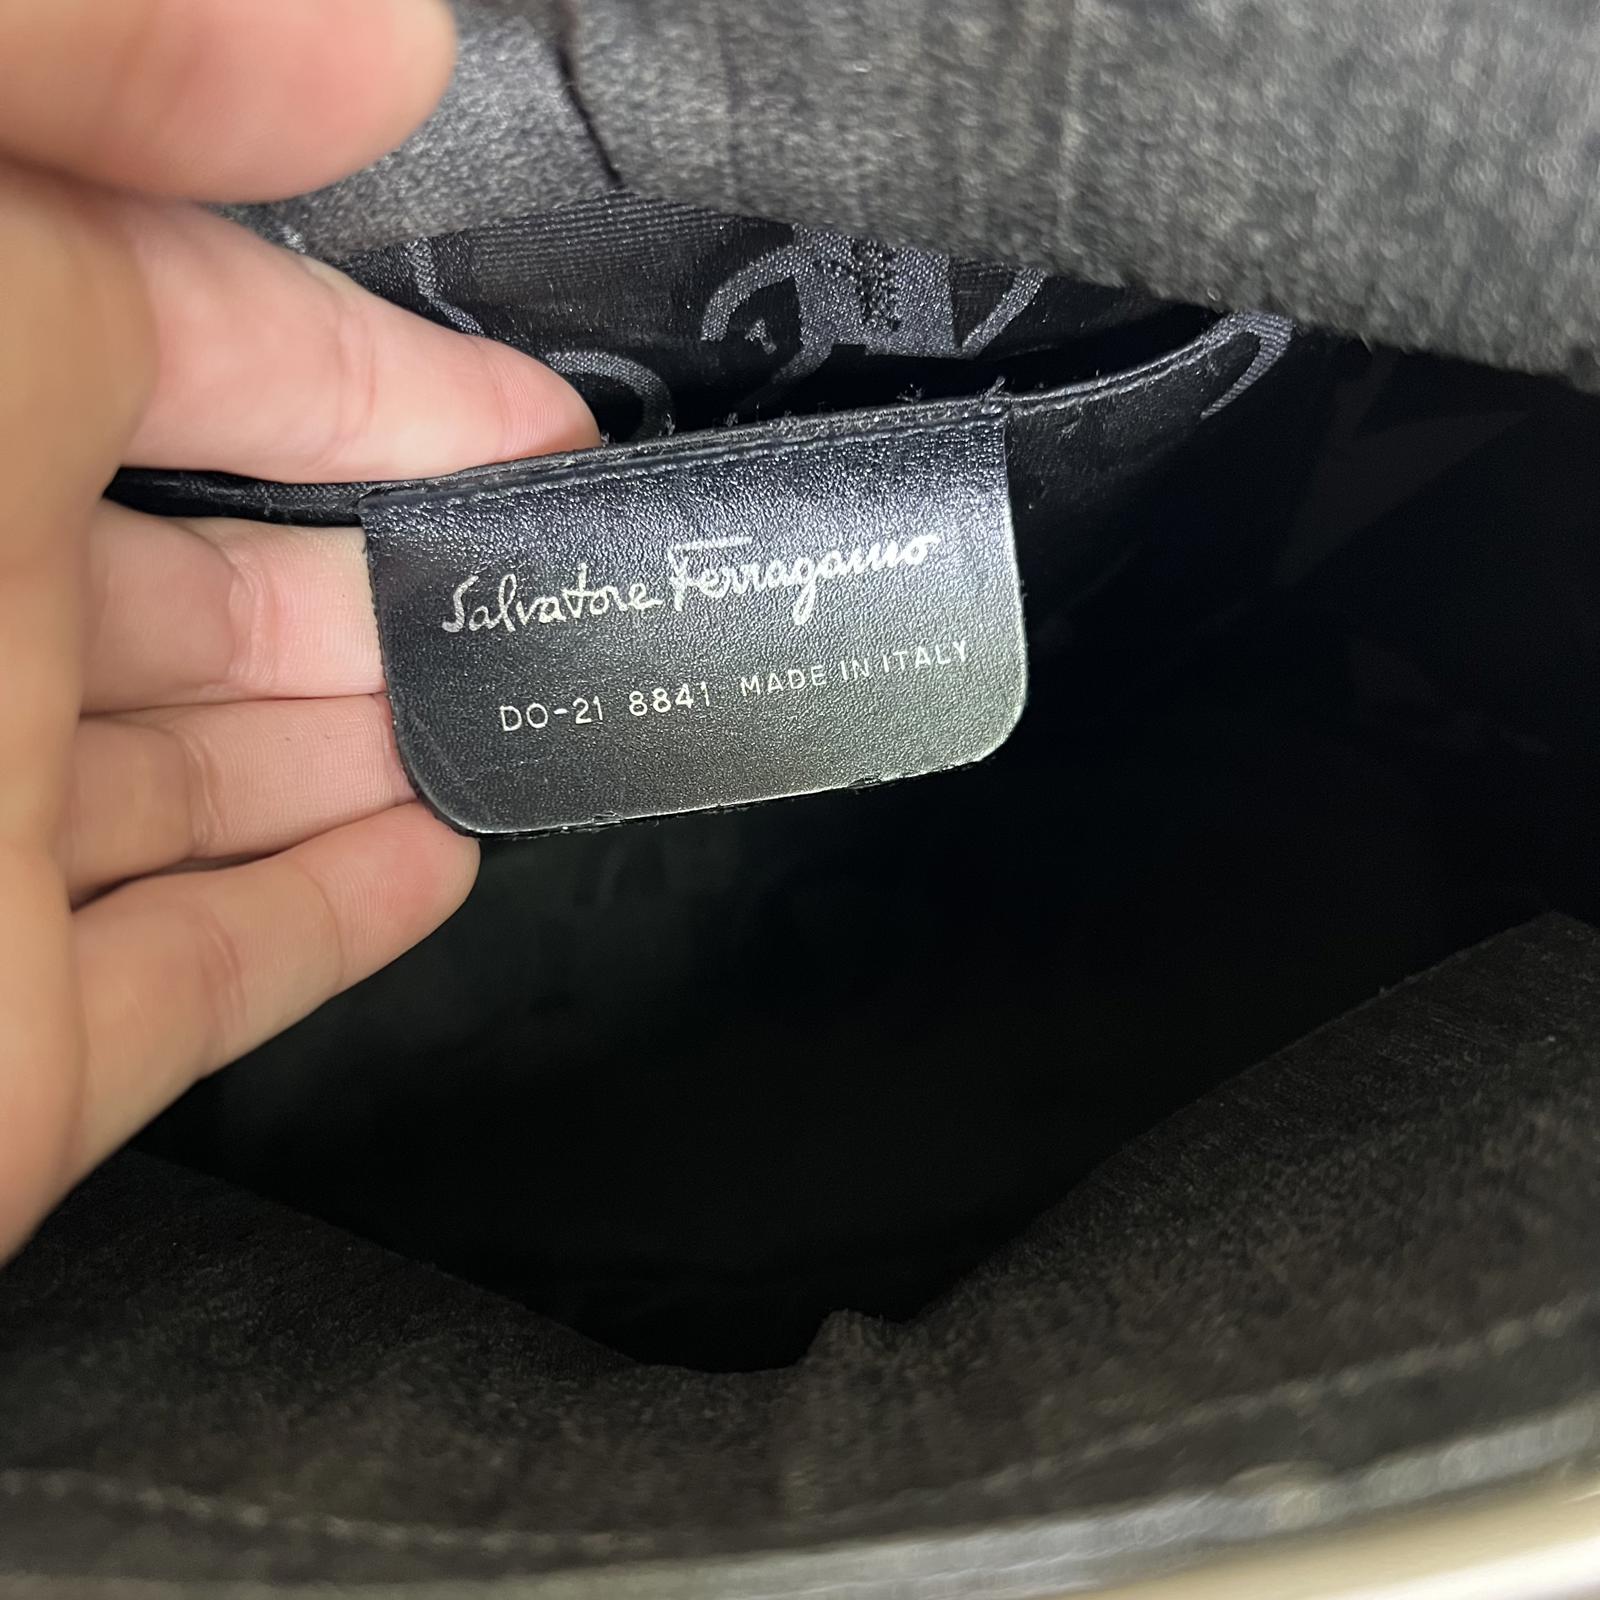 Salvatore Ferragamo
DO-21 8841 MADE IN ITALY